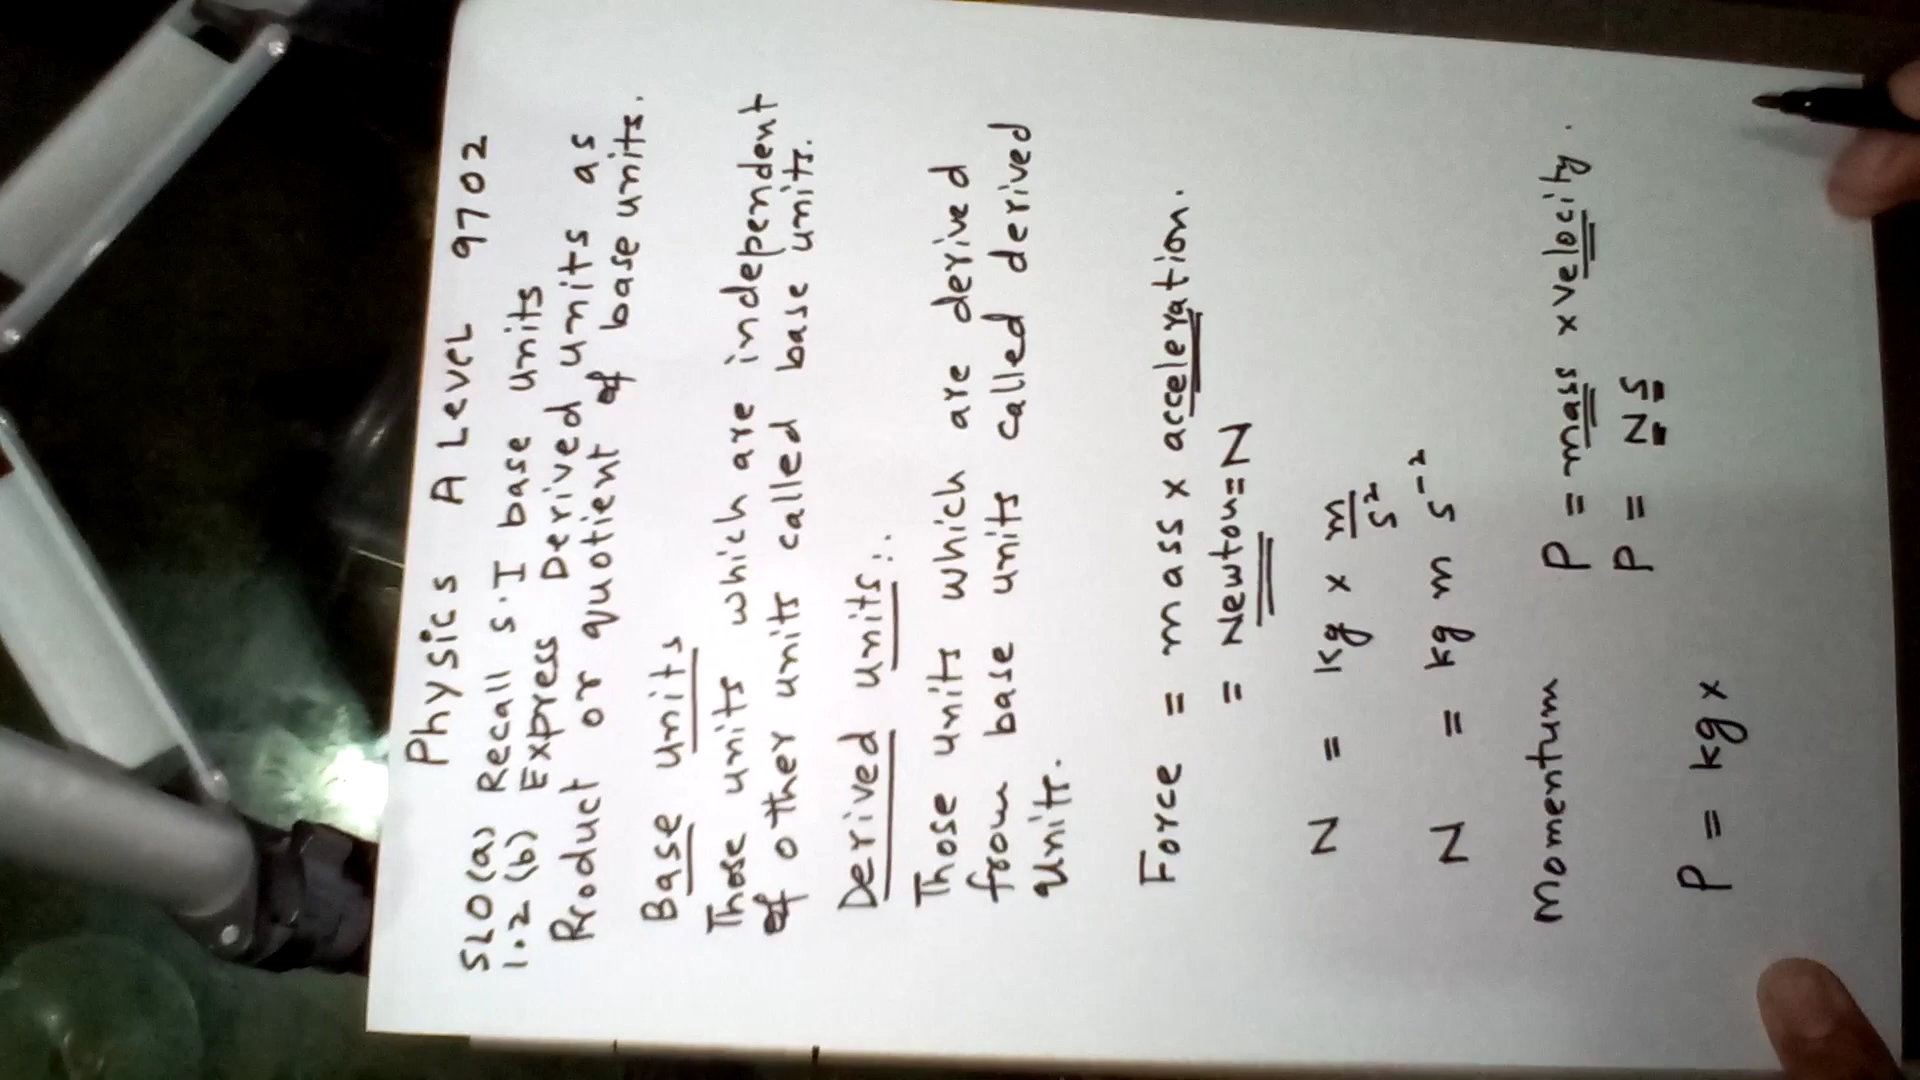 Physics A Level 9702
SLO(a) Recall S.I base units
1.2(b) Express Derived units as
Product or quotient of base units.
Base units
Those units which are independent
of other units called base units.
Derived units:.
Those units which are derived
from base units called derived
units.
Force = mass x acceleration.
= Newton=N
N = kg x m/s²
N = kg m s⁻²
Momentum P = mass x velocity.
P = N s
P = kg x